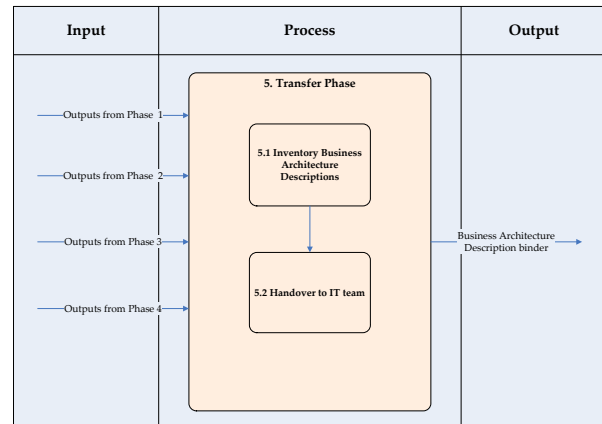 Input
Process
Output
5. Transfer Phase
Outputs from Phase 1
5.1 Inventory Business
Architecture
Descriptions
Outputs from Phase 2
Outputs from Phase 3
Business Architecture
Description binder
5.2 Handover to IT team
Outputs from Phase 4